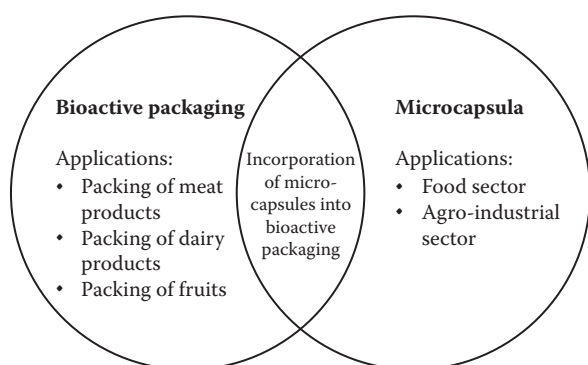 Bioactive packaging
Applications:
• Packing of meat
products
• Packing of dairy
products
• Packing of fruits
Incorporation
of micro-
capsules into
bioactive
packaging
Microcapsula
Applications:
• Food sector
• Agro-industrial
sector